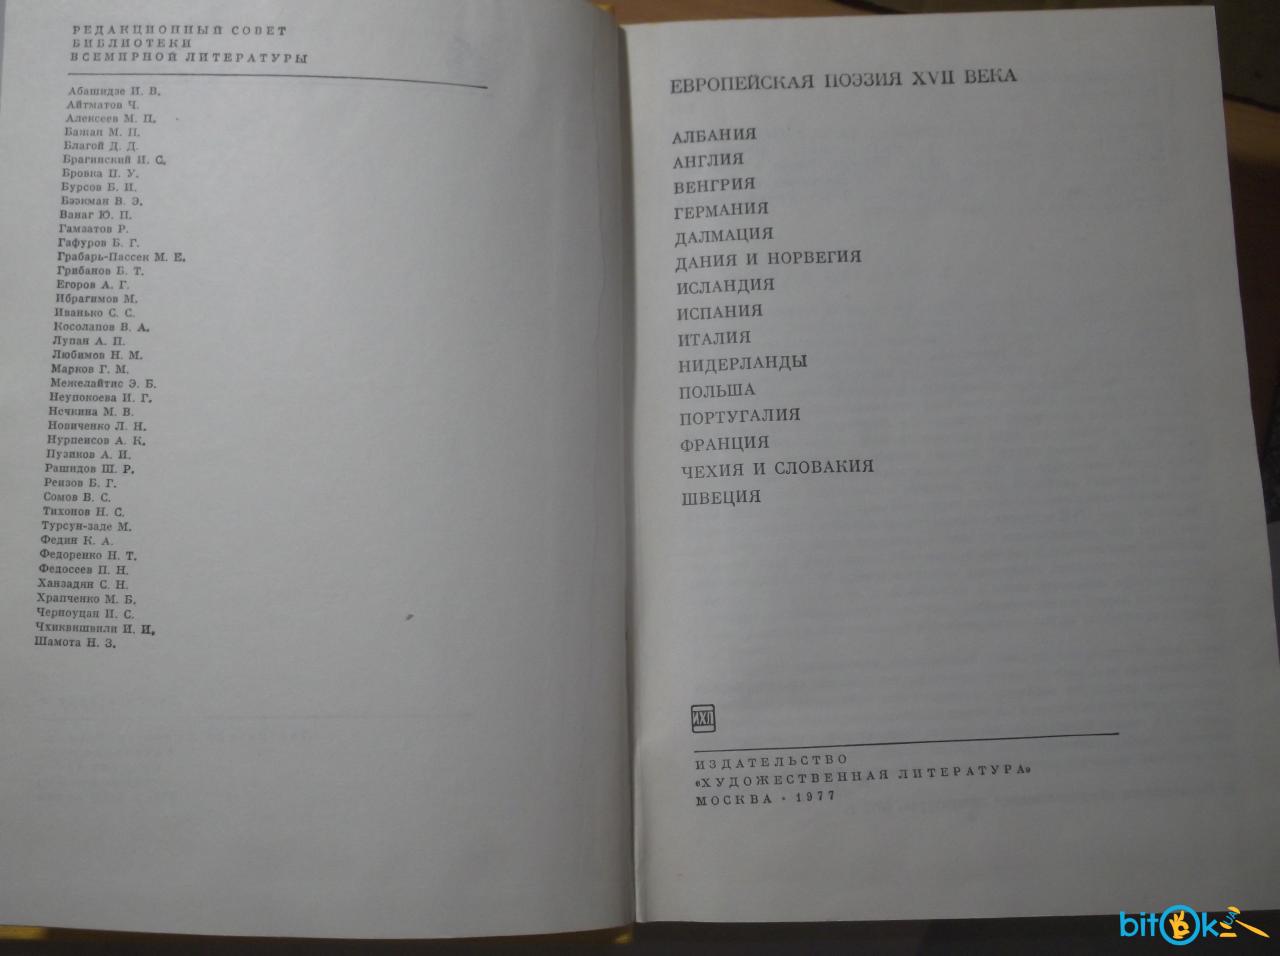 РЕДАКЦИОННЫЙ СОВЕТ
БИБЛИОТЕКИ
ВСЕМИРНОЙ ЛИТЕРАТУРЫ
Абашидзе И. В.
Айтматов Ч.
Алексеев М. П.
Бажан М. П.
Благой Д. Д.
Брагинский И. С.
Бровка П. У.
Бурсов Б. И.
Бээкман В. Э.
Ванаг Ю. П.
Гамзатов Р.
Гафуров Б. Г.
Грабарь-Пассек М. Е.
Грибанов Б. Т.
Егоров А. Г.
Ибрагимов М.
Иванько С. С.
Косолапов В. А.
Лупан А. П.
Любимов Н. М.
Марков Г. М.
Межелайтис Э. Б.
Неупокоева И. Г.
Нечкина М. В.
Новиченко Л. Н.
Нурпеисов А. К.
Пузиков А. И.
Рашидов Ш. Р.
Реизов Б. Г.
Сомов В. С.
Тихонов Н. С.
Турсун-заде М.
Федин К. А.
Федоренко Н. Т.
Федосеев П. Н.
Ханзадян С. Н.
Храпченко М. Б.
Черноуцан И. С.
Чхиквишвили И. И.
Шамота Н. З.
ЕВРОПЕЙСКАЯ ПОЭЗИЯ XVII ВЕКА
АЛБАНИЯ
АНГЛИЯ
ВЕНГРИЯ
ГЕРМАНИЯ
ДАЛМАЦИЯ
ДАНИЯ И НОРВЕГИЯ
ИСЛАНДИЯ
ИСПАНИЯ
ИТАЛИЯ
НИДЕРЛАНДЫ
ПОЛЬША
ПОРТУГАЛИЯ
ФРАНЦИЯ
ЧЕХИЯ И СЛОВАКИЯ
ШВЕЦИЯ
ИХЛ
ИЗДАТЕЛЬСТВО
«ХУДОЖЕСТВЕННАЯ ЛИТЕРАТУРА»
МОСКВА • 1977
bitOk UA